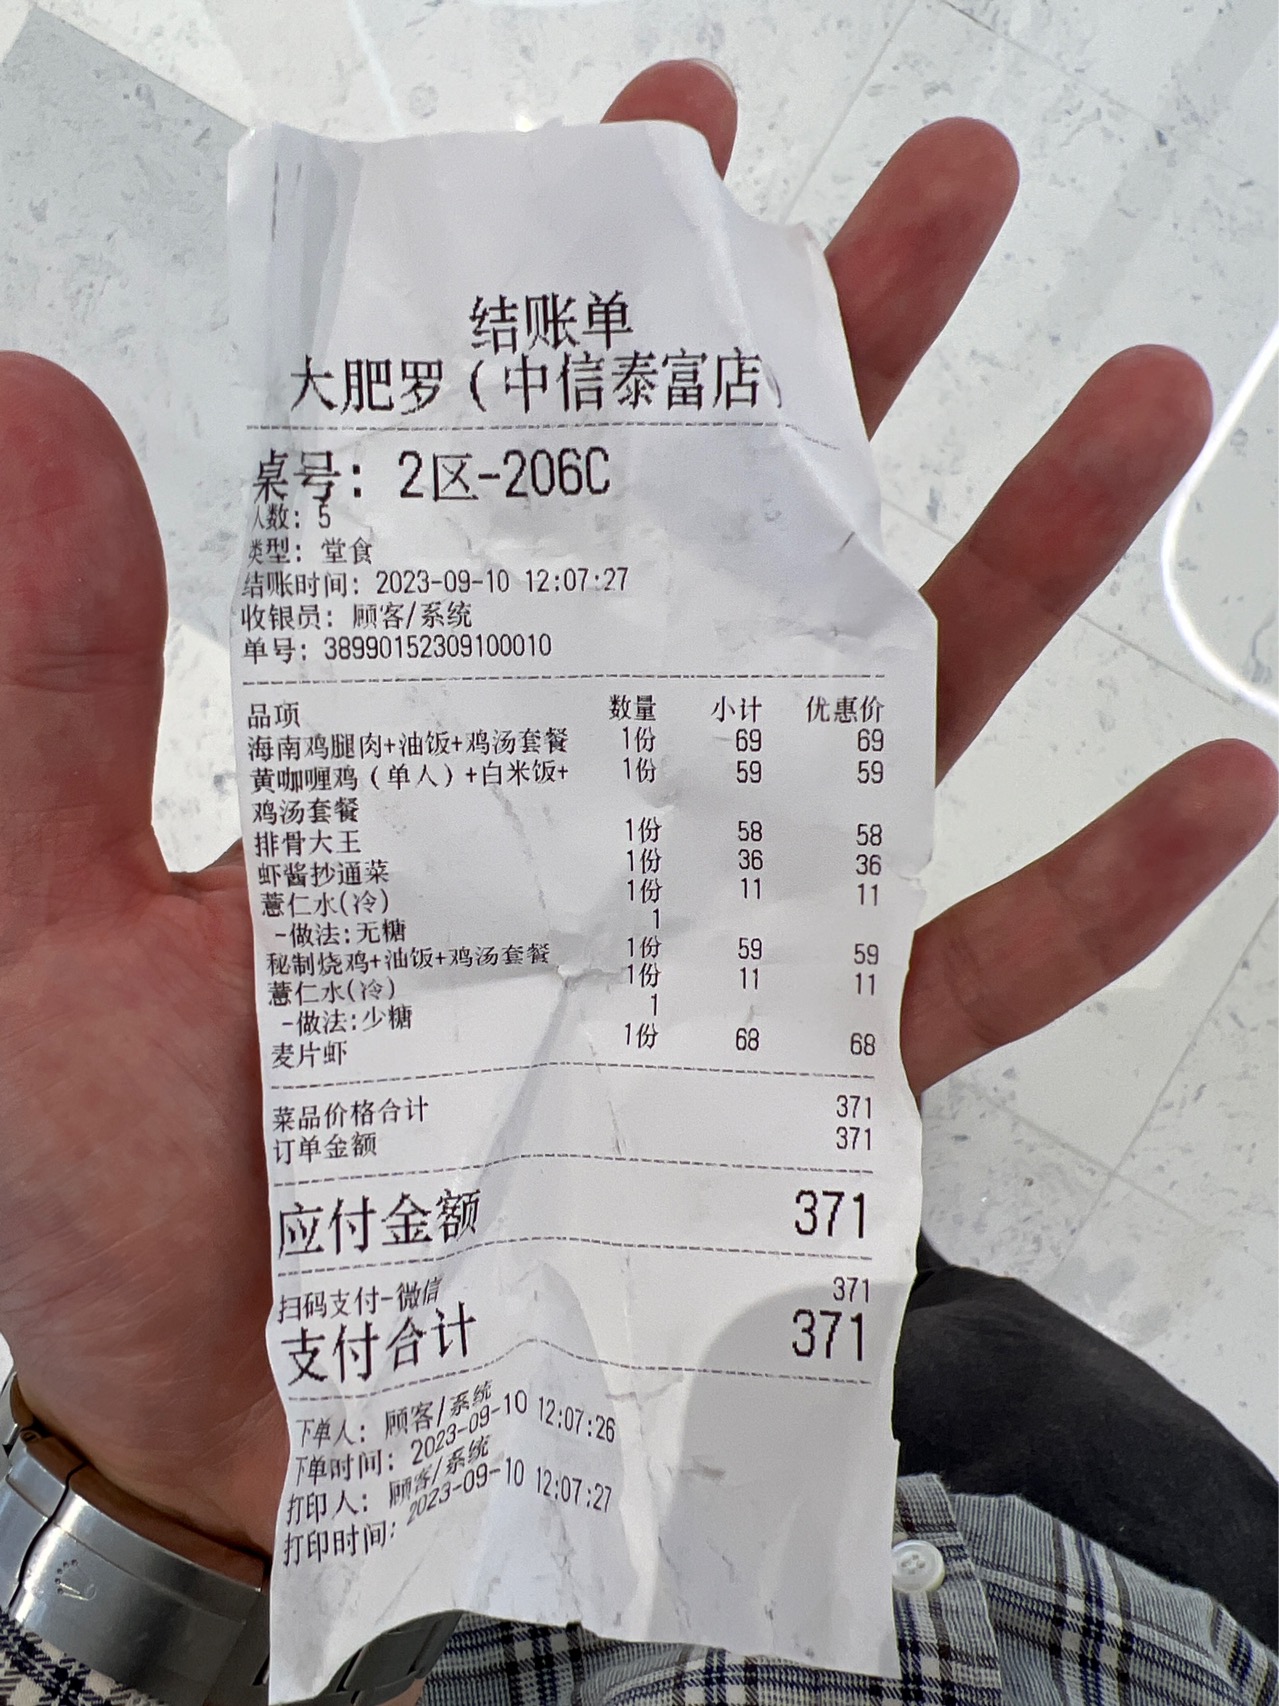 结账单
大肥罗（中信泰富店）
桌号：2区-206C
人数：5
类型：堂食
结账时间：2023-09-10 12:07:27
收银员：顾客/系统
单号：38990152309100010
品项 数量 小计 优惠价
海南鸡腿肉+油饭+鸡汤套餐 1份 69 69
黄咖喱鸡（单人）+白米饭+ 1份 59 59
鸡汤套餐
排骨大王 1份 58 58
虾酱抄通菜 1份 36 36
薏仁水(冷) 1份 11 11
-做法:无糖 1
秘制烧鸡+油饭+鸡汤套餐 1份 59 59
薏仁水(冷) 1份 11 11
-做法:少糖 1
麦片虾 1份 68 68
菜品价格合计 371
订单金额 371
应付金额 371
扫码支付-微信 371
支付合计 371
下单人：顾客/系统
下单时间：2023-09-10 12:07:26
打印人：顾客/系统
打印时间：2023-09-10 12:07:27